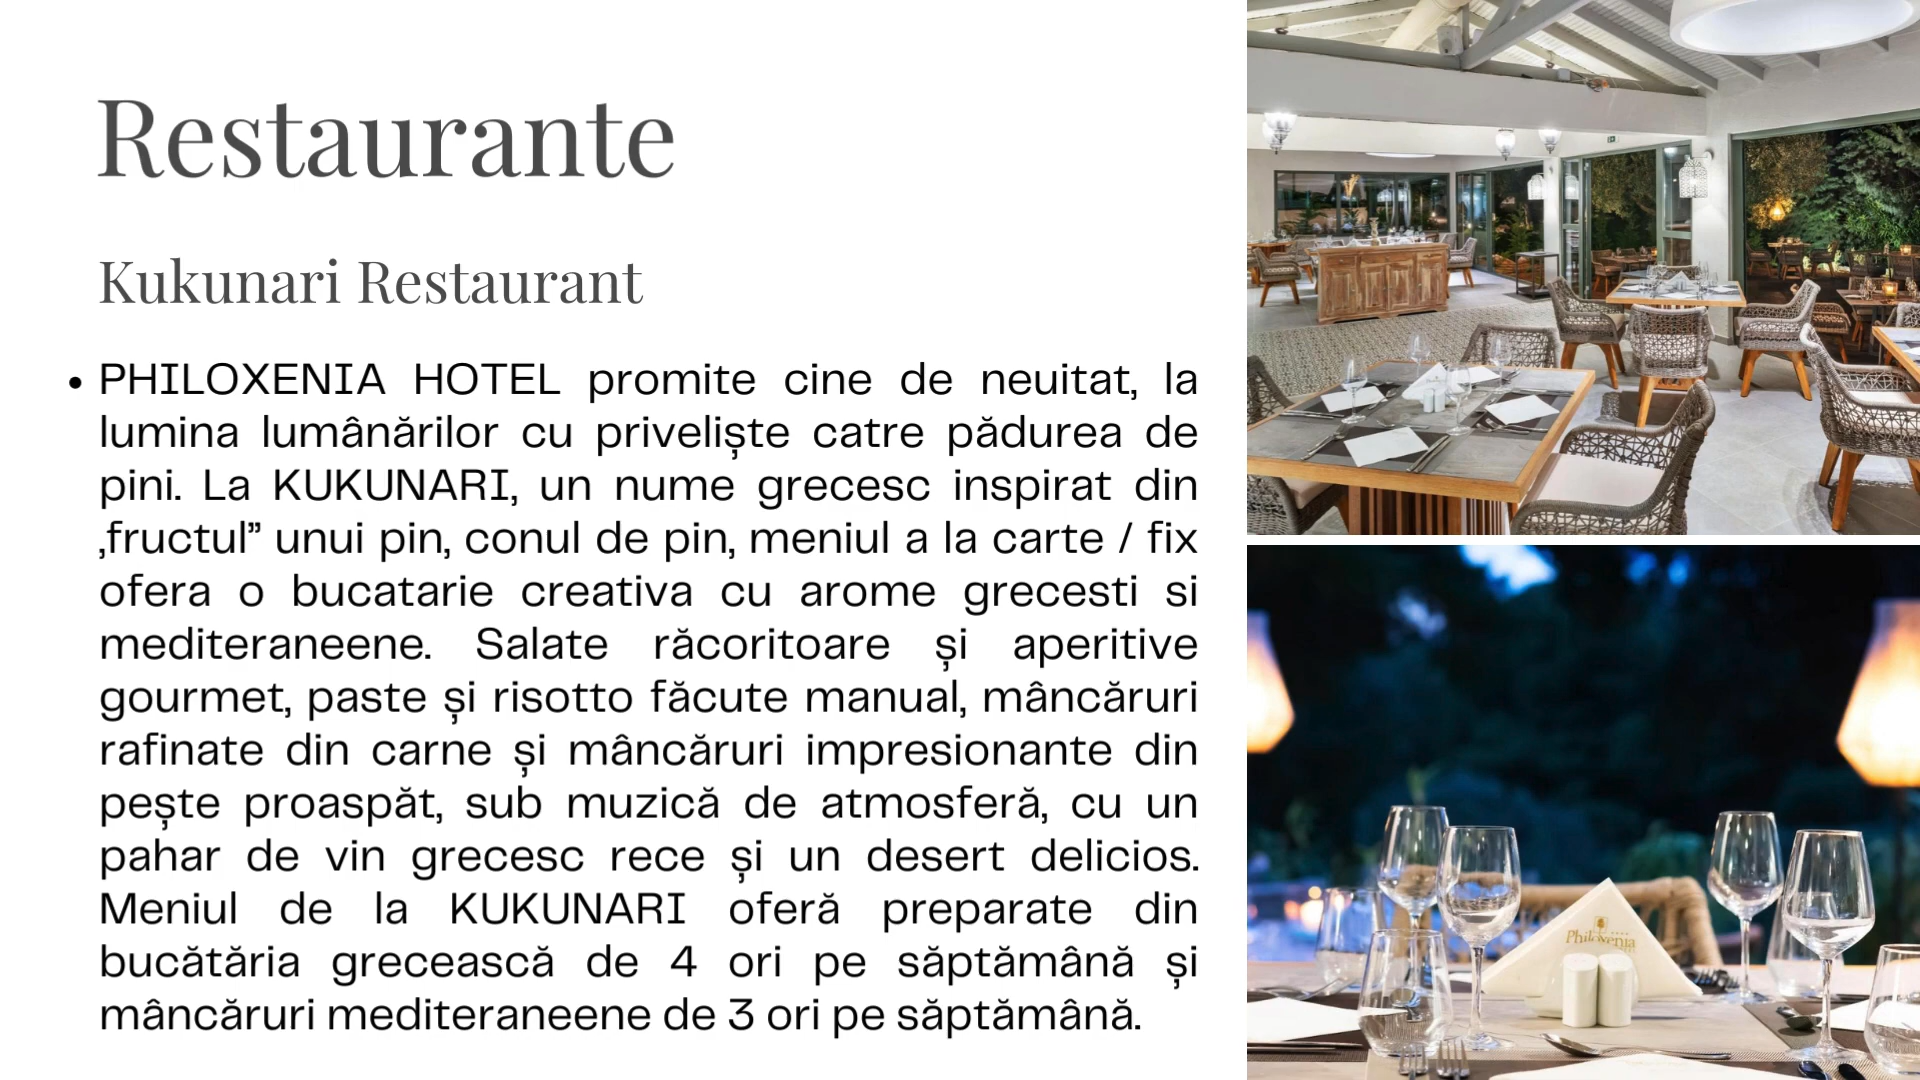 Restaurante
Kukunari Restaurant
• PHILOXENIA HOTEL promite cine de neuitat, la
lumina lumânărilor cu priveliște catre pădurea de
pini. La KUKUNARI, un nume grecesc inspirat din
‚fructul” unui pin, conul de pin, meniul a la carte / fix
ofera o bucatarie creativa cu arome grecesti si
mediteraneene. Salate răcoritoare și aperitive
gourmet, paste și risotto făcute manual, mâncăruri
rafinate din carne și mâncăruri impresionante din
pește proaspăt, sub muzică de atmosferă, cu un
pahar de vin grecesc rece și un desert delicios.
Meniul de la KUKUNARI oferă preparate din
bucătăria grecească de 4 ori pe săptămână și
mâncăruri mediteraneene de 3 ori pe săptămână.
Philoxenia